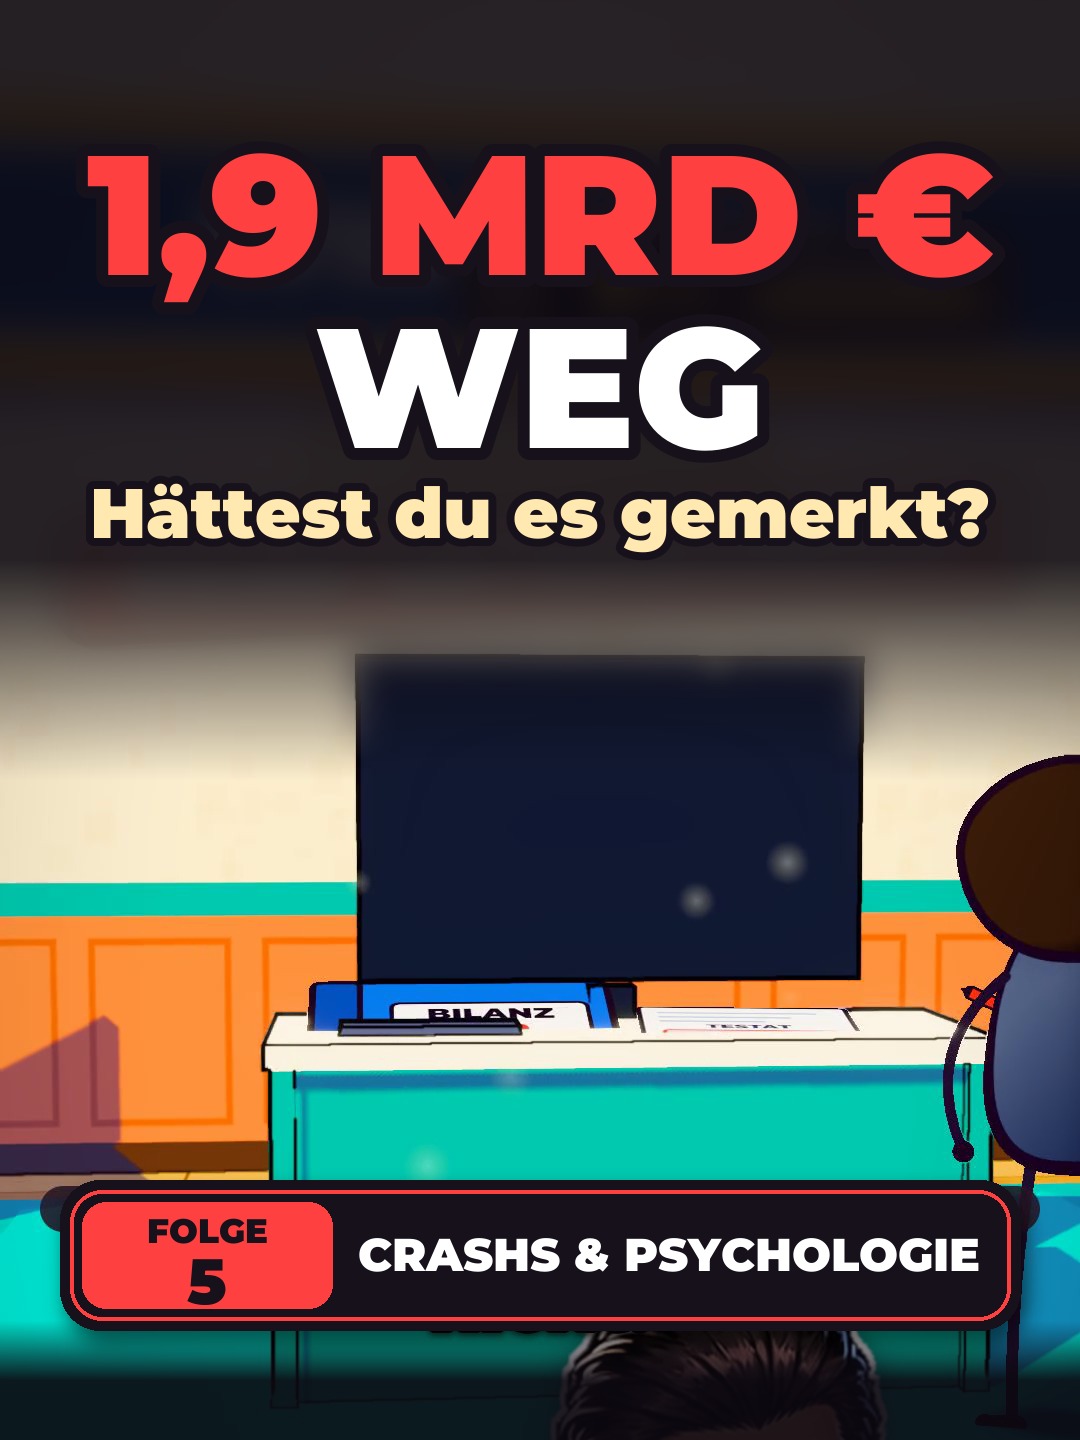 1,9 MRD €
WEG
Hättest du es gemerkt?
BILANZ
TESTAT
FOLGE
5
CRASHS & PSYCHOLOGIE